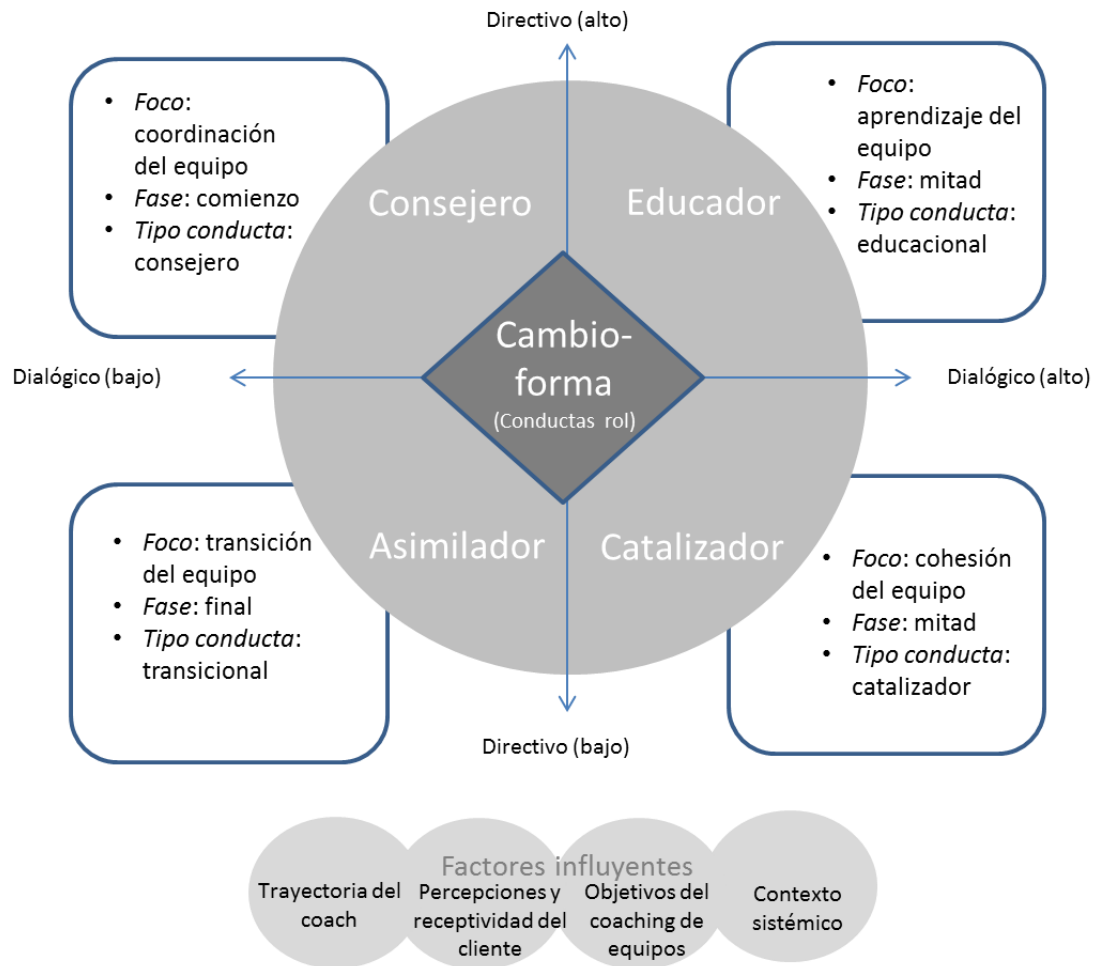 Directivo (alto)
• Foco:
coordinación
del equipo
• Fase: comienzo
• Tipo conducta:
consejero
• Foco:
aprendizaje del
equipo
• Fase: mitad
• Tipo conducta:
educacional
Consejero
Educador
Cambio-
forma
(Conductas rol)
Dialógico (bajo)
Dialógico (alto)
Asimilador
Catalizador
• Foco: transición
del equipo
• Fase: final
• Tipo conducta:
transicional
• Foco: cohesión
del equipo
• Fase: mitad
• Tipo conducta:
catalizador
Directivo (bajo)
Factores influyentes
Trayectoria del
coach
Percepciones y
receptividad del
cliente
Objetivos del
coaching de
equipos
Contexto
sistémico